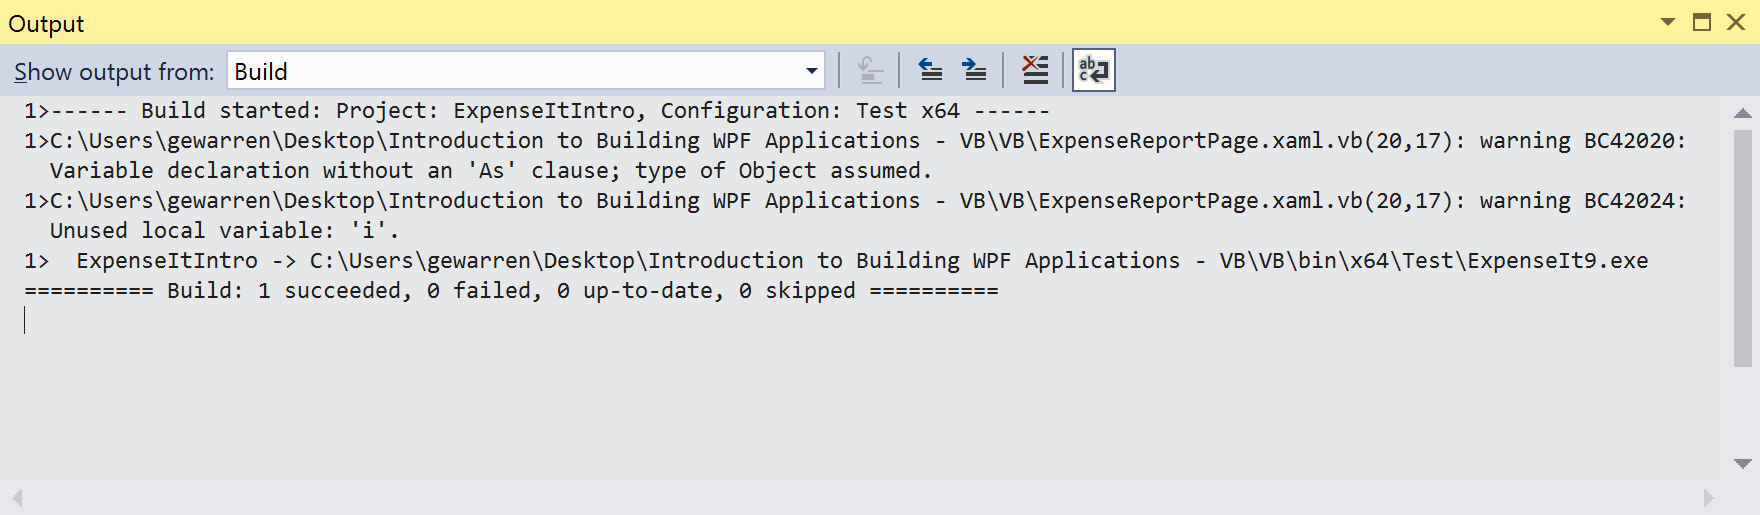 Output
Show output from: Build
1>------ Build started: Project: ExpenseItIntro, Configuration: Test x64 ------
1>C:\Users\gewarren\Desktop\Introduction to Building WPF Applications - VB\VB\ExpenseReportPage.xaml.vb(20,17): warning BC42020:
Variable declaration without an 'As' clause; type of Object assumed.
1>C:\Users\gewarren\Desktop\Introduction to Building WPF Applications - VB\VB\ExpenseReportPage.xaml.vb(20,17): warning BC42024:
Unused local variable: 'i'.
1>  ExpenseItIntro -> C:\Users\gewarren\Desktop\Introduction to Building WPF Applications - VB\VB\bin\x64\Test\ExpenseIt9.exe
========== Build: 1 succeeded, 0 failed, 0 up-to-date, 0 skipped ==========